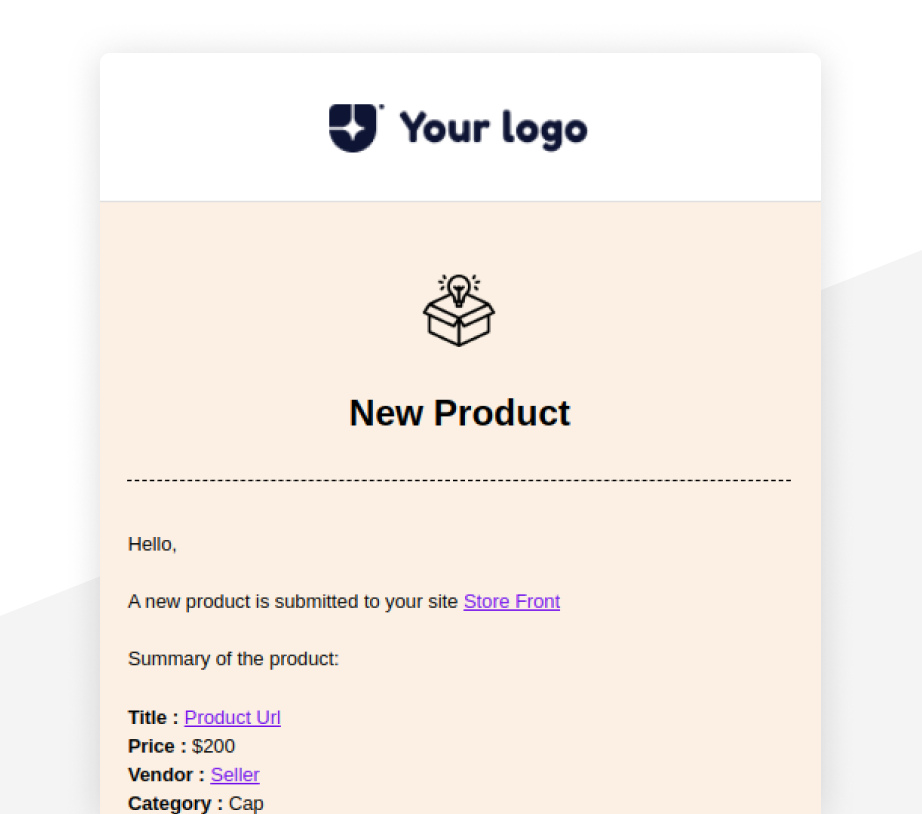 Your logo
New Product
Hello,
A new product is submitted to your site Store Front
Summary of the product:
Title : Product Url
Price : $200
Vendor : Seller
Category : Cap